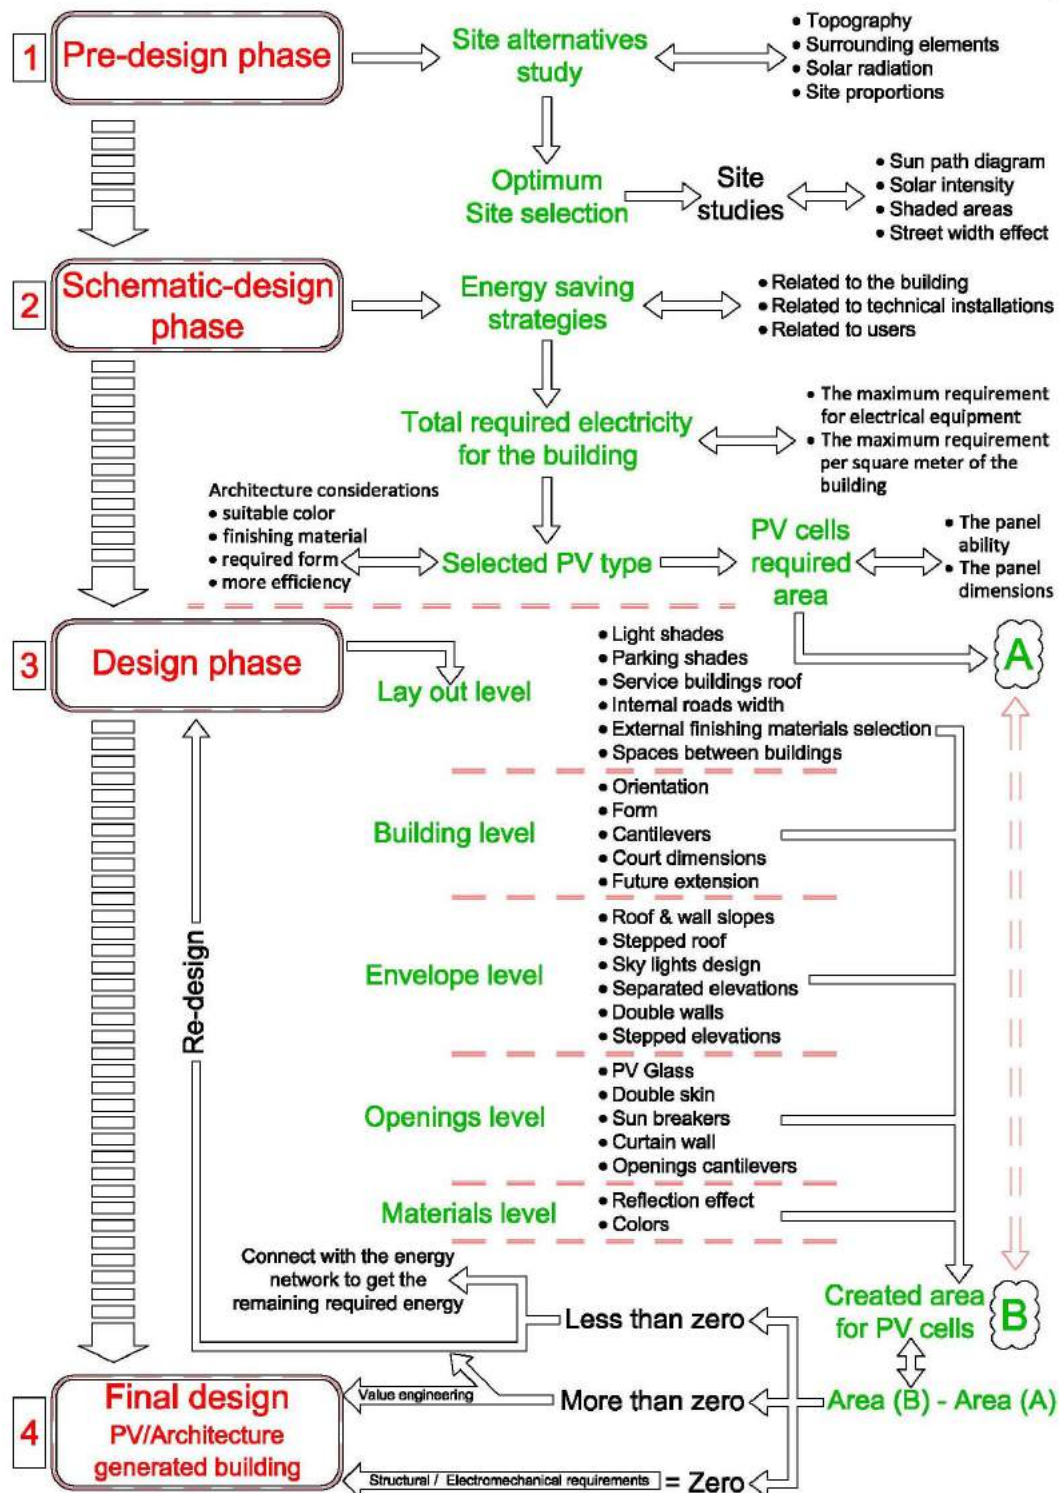 1
Pre-design phase
Site alternatives
study
• Topography
• Surrounding elements
• Solar radiation
• Site proportions
Optimum
Site selection
Site
studies
• Sun path diagram
• Solar intensity
• Shaded areas
• Street width effect
2
Schematic-design
phase
Energy saving
strategies
• Related to the building
• Related to technical installations
• Related to users
Total required electricity
for the building
• The maximum requirement
for electrical equipment
• The maximum requirement
per square meter of the
building
Architecture considerations
• suitable color
• finishing material
• required form
• more efficiency
Selected PV type
PV cells
required
area
• The panel
ability
• The panel
dimensions
3
Design phase
Lay out level
• Light shades
• Parking shades
• Service buildings roof
• Internal roads width
• External finishing materials selection
• Spaces between buildings
A
Building level
• Orientation
• Form
• Cantilevers
• Court dimensions
• Future extension
Envelope level
• Roof & wall slopes
• Stepped roof
• Sky lights design
• Separated elevations
• Double walls
• Stepped elevations
Re-design
Openings level
• PV Glass
• Double skin
• Sun breakers
• Curtain wall
• Openings cantilevers
Materials level
• Reflection effect
• Colors
Connect with the energy
network to get the
remaining required energy
Less than zero
Created area
for PV cells
B
4
Final design
PV/Architecture
generated building
Value engineering
More than zero
Area (B) - Area (A)
Structural / Electromechanical requirements
= Zero